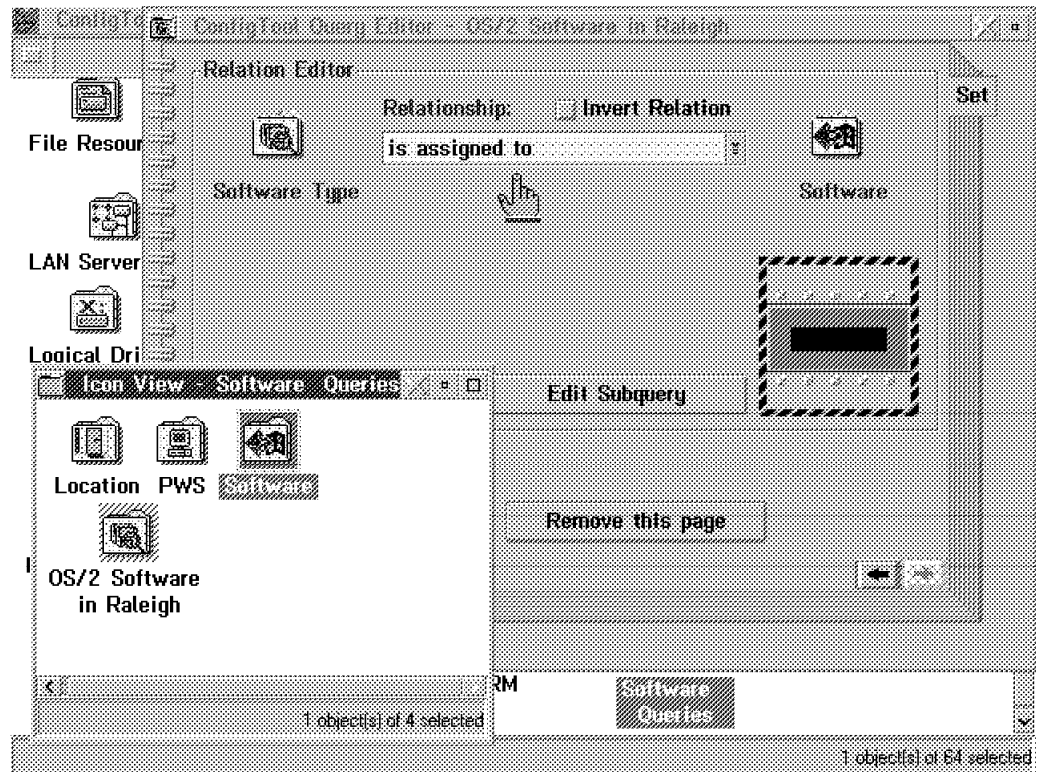 ConfigTool Query Editor - OS/2 Software in Raleigh
Relation Editor
Set
Relationship:
Invert Relation
is assigned to
Software Type
Software
File Resour
LAN Server
Logical Dri
Edit Subquery
Remove this page
Icon View - Software Queries
Location
PWS
Software
OS/2 Software
in Raleigh
1 object(s) of 4 selected
RM
Software
Queries
1 object(s) of 64 selected